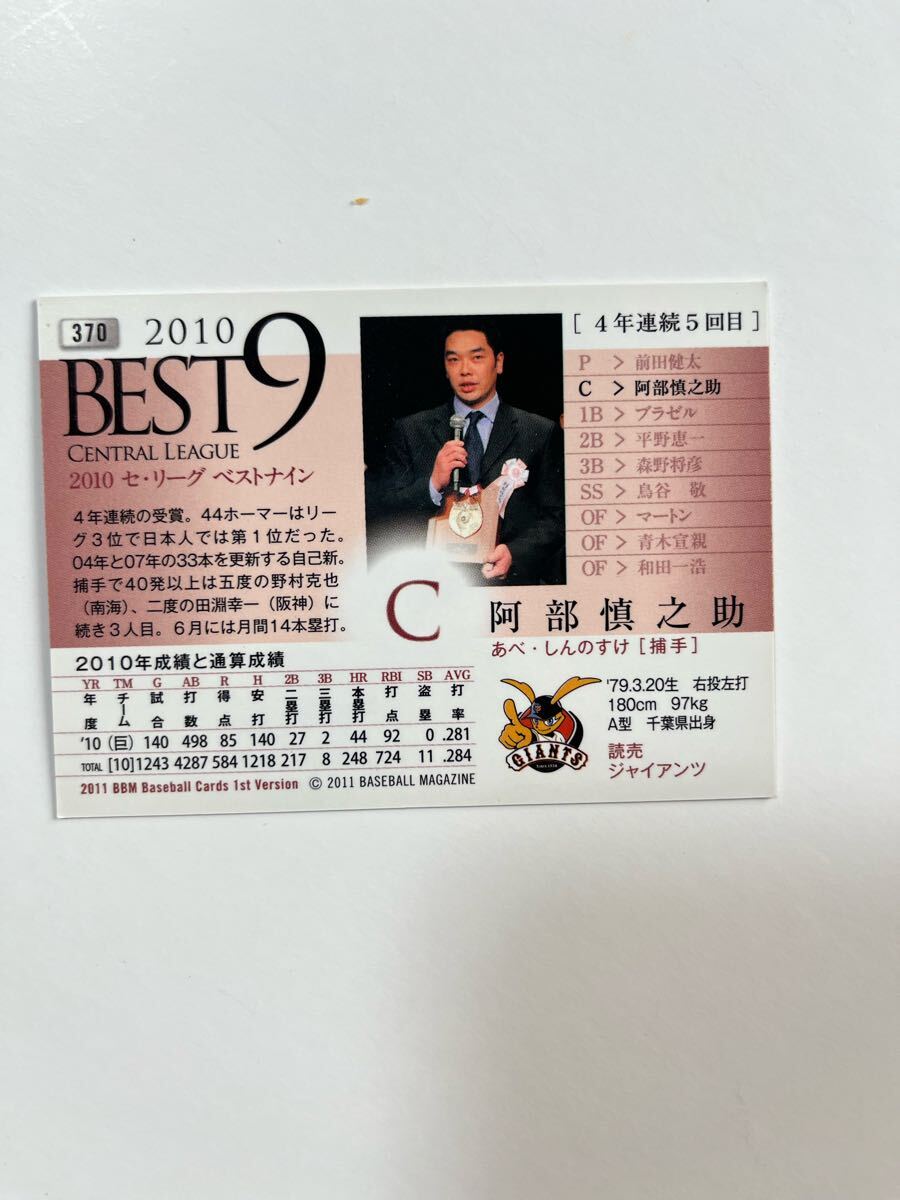 370
2010
BEST9
CENTRAL LEAGUE
2010 セ・リーグ ベストナイン
4年連続の受賞。44ホーマーはリー
グ3位で日本人では第1位だった。
04年と07年の33本を更新する自己新。
捕手で40発以上は五度の野村克也
（南海）、二度の田淵幸一（阪神）に
続き3人目。6月には月間14本塁打。
[ 4年連続5回目 ]
P > 前田健太
C > 阿部慎之助
1B > ブラゼル
2B > 平野恵一
3B > 森野将彦
SS > 鳥谷 敬
OF > マートン
OF > 青木宣親
OF > 和田一浩
C
阿部慎之助
あべ・しんのすけ [捕手]
'79.3.20生 右投左打
180cm 97kg
A型 千葉県出身
読売
ジャイアンツ
GIANTS
2010年成績と通算成績
YR TM G AB R H 2B 3B HR RBI SB AVG
年度 チーム 試合 打数 得点 安打 二塁打 三塁打 本塁打 打点 盗塁 打率
'10 (巨) 140 498 85 140 27 2 44 92 0 .281
TOTAL [10] 1243 4287 584 1218 217 8 248 724 11 .284
2011 BBM Baseball Cards 1st Version © 2011 BASEBALL MAGAZINE